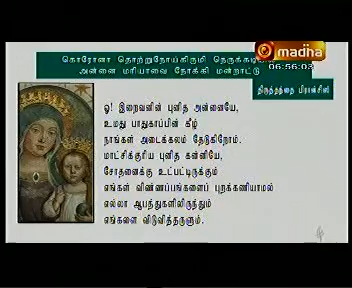 கொரோனா தொற்றுநோய்கிருமி நெருக்கடியில்
madha
06:56:03
அன்னை மரியாவை நோக்கி மன்றாட்டு
திருத்தந்தை பிரான்சிஸ்
ஓ! இறைவனின் புனித அன்னையே,
உமது பாதுகாப்பின் கீழ்
நாங்கள் அடைக்கலம் தேடுகிறோம்.
மாட்சிக்குரிய புனித கன்னியே,
சோதனைக்கு உட்பட்டிருக்கும்
எங்கள் விண்ணப்பங்களைப் புறக்கணியாமல்
எல்லா ஆபத்துகளிலிருந்தும்
எங்களை விடுவித்தருளும்.